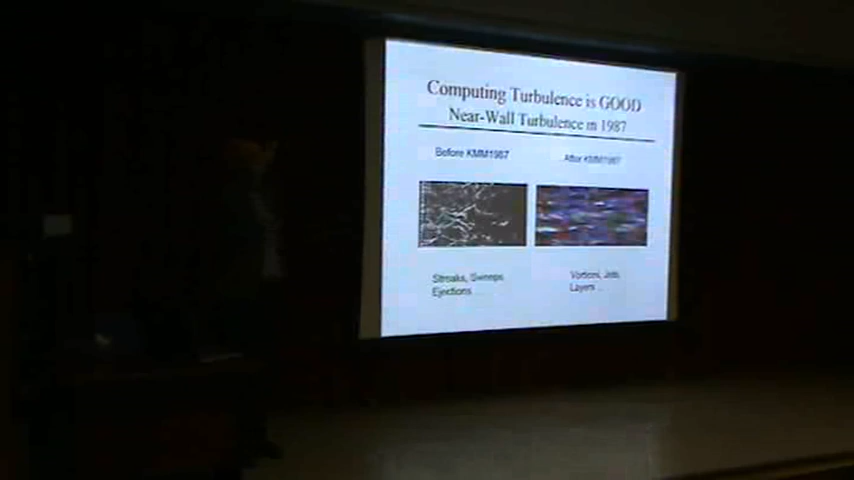 Computing Turbulence is GOOD
Near-Wall Turbulence in 1987
Before KMM1987
After KMM1987
Streaks, Sweeps
Ejections ...
Vortices, Jets,
Layers ...